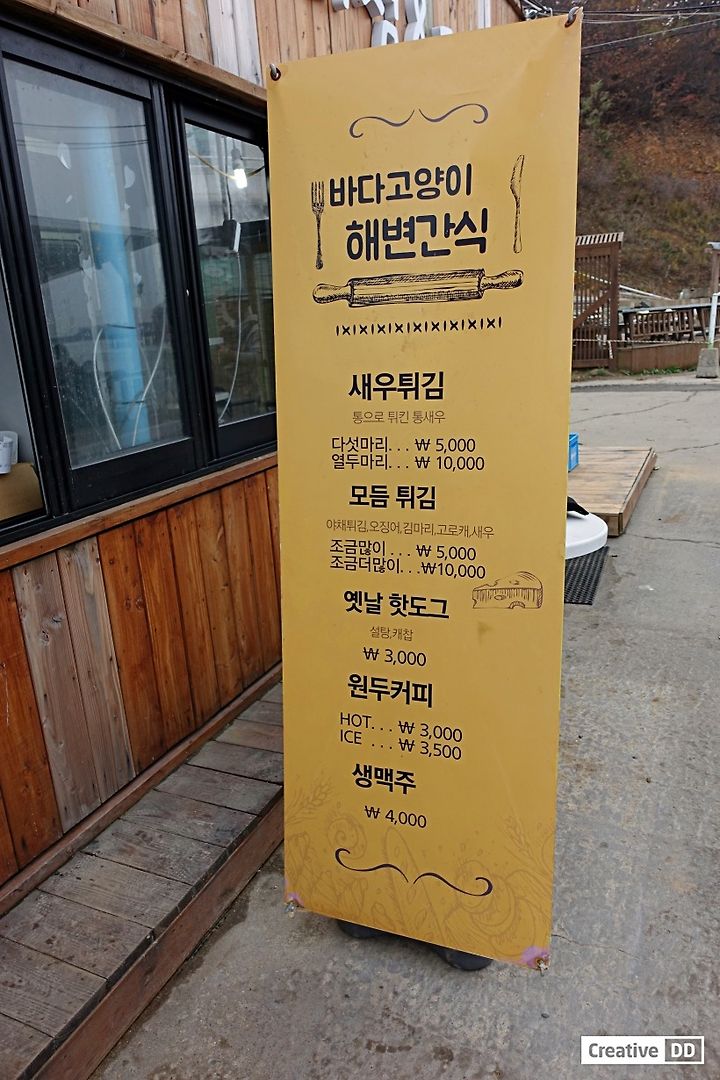 바다고양이
해변간식
새우튀김
통으로 튀킨 통새우
다섯마리. . . ₩ 5,000
열두마리. . . ₩ 10,000
모듬 튀김
야채튀김,오징어,김마리,고로캐,새우
조금많이 . . . ₩ 5,000
조금더많이. . .₩10,000
옛날 핫도그
설탕,캐찹
₩ 3,000
원두커피
HOT. . . ₩ 3,000
ICE . . . ₩ 3,500
생맥주
₩ 4,000
Creative DD